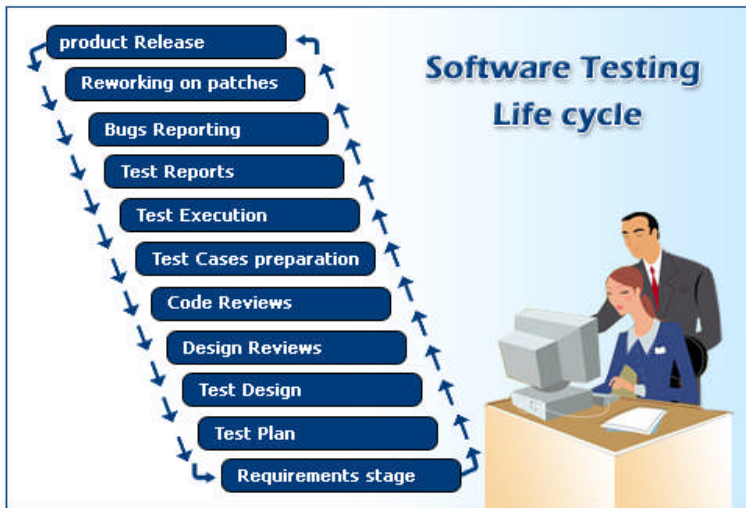 product Release
Reworking on patches
Bugs Reporting
Test Reports
Test Execution
Test Cases preparation
Code Reviews
Design Reviews
Test Design
Test Plan
Requirements stage
Software Testing
Life cycle